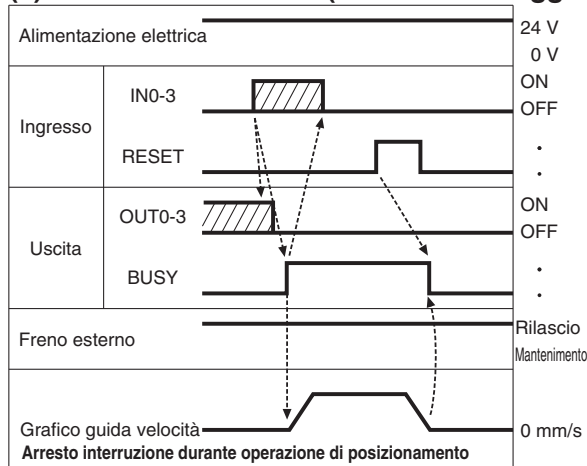 Alimentazione elettrica
24 V
0 V
Ingresso
IN0-3
ON
OFF
RESET
Uscita
OUT0-3
ON
OFF
BUSY
Freno esterno
Rilascio
Mantenimento
Grafico guida velocità
0 mm/s
Arresto interruzione durante operazione di posizionamento